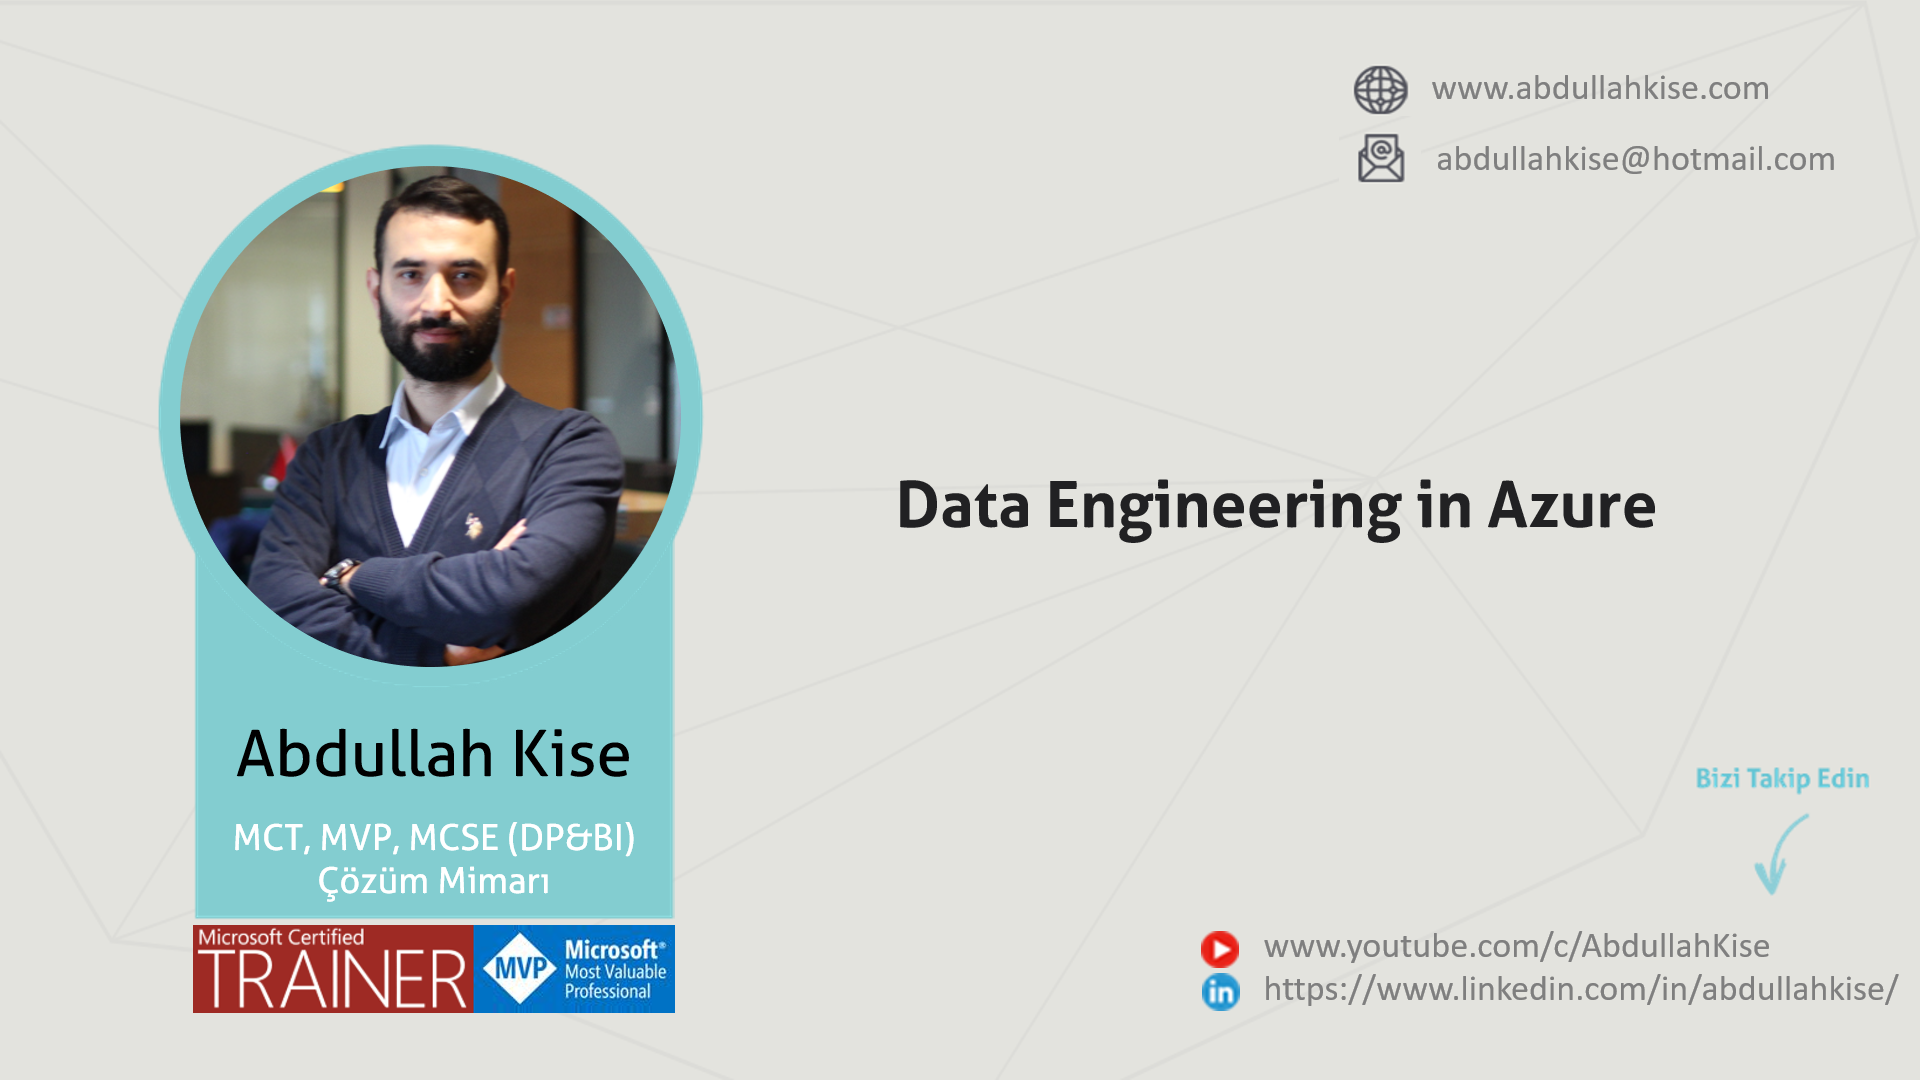 www.abdullahkise.com
abdullahkise@hotmail.com
Data Engineering in Azure
Abdullah Kise
MCT, MVP, MCSE (DP&BI)
Çözüm Mimarı
Microsoft Certified
TRAINER
MVP
Microsoft®
Most Valuable
Professional
Bizi Takip Edin
www.youtube.com/c/AbdullahKise
in
https://www.linkedin.com/in/abdullahkise/